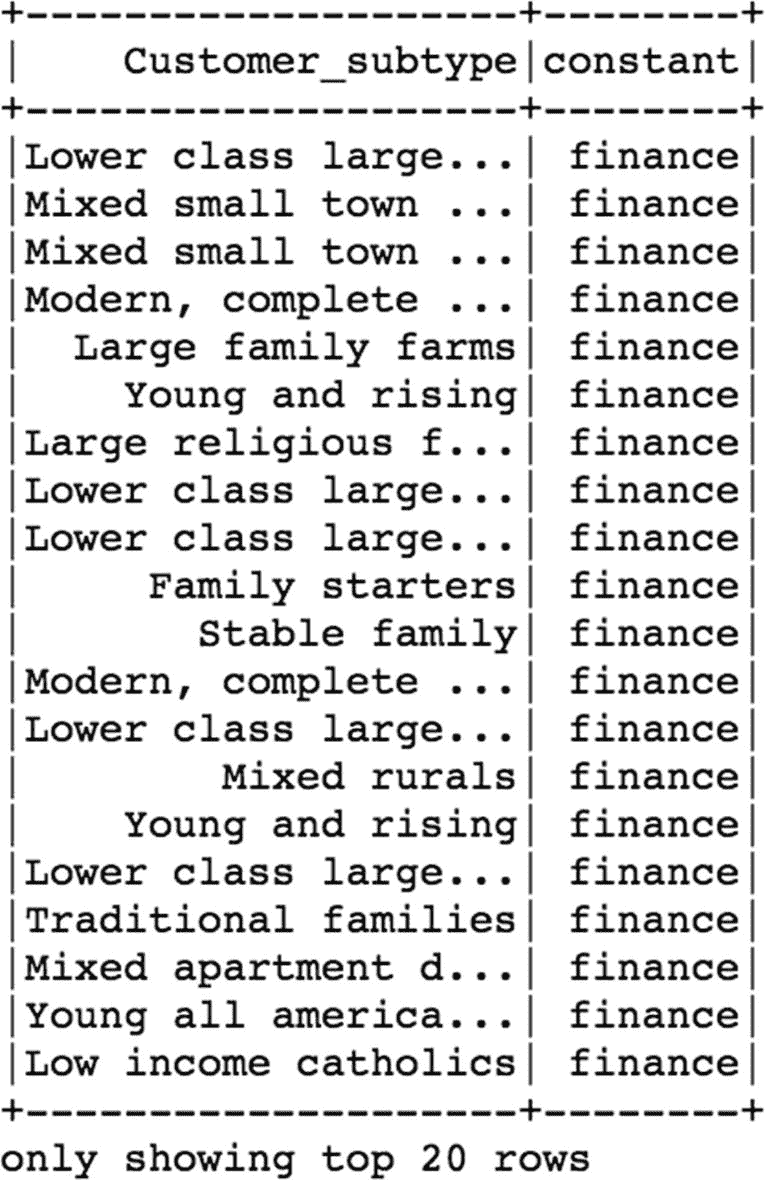 +--------------------+--------+
|    Customer_subtype|constant|
+--------------------+--------+
|Lower class large...| finance|
|Mixed small town ...| finance|
|Mixed small town ...| finance|
|Modern, complete ...| finance|
|  Large family farms| finance|
|    Young and rising| finance|
|Large religious f...| finance|
|Lower class large...| finance|
|Lower class large...| finance|
|     Family starters| finance|
|       Stable family| finance|
|Modern, complete ...| finance|
|Lower class large...| finance|
|        Mixed rurals| finance|
|    Young and rising| finance|
|Lower class large...| finance|
|Traditional families| finance|
|Mixed apartment d...| finance|
|Young all america...| finance|
|Low income catholics| finance|
+--------------------+--------+
only showing top 20 rows